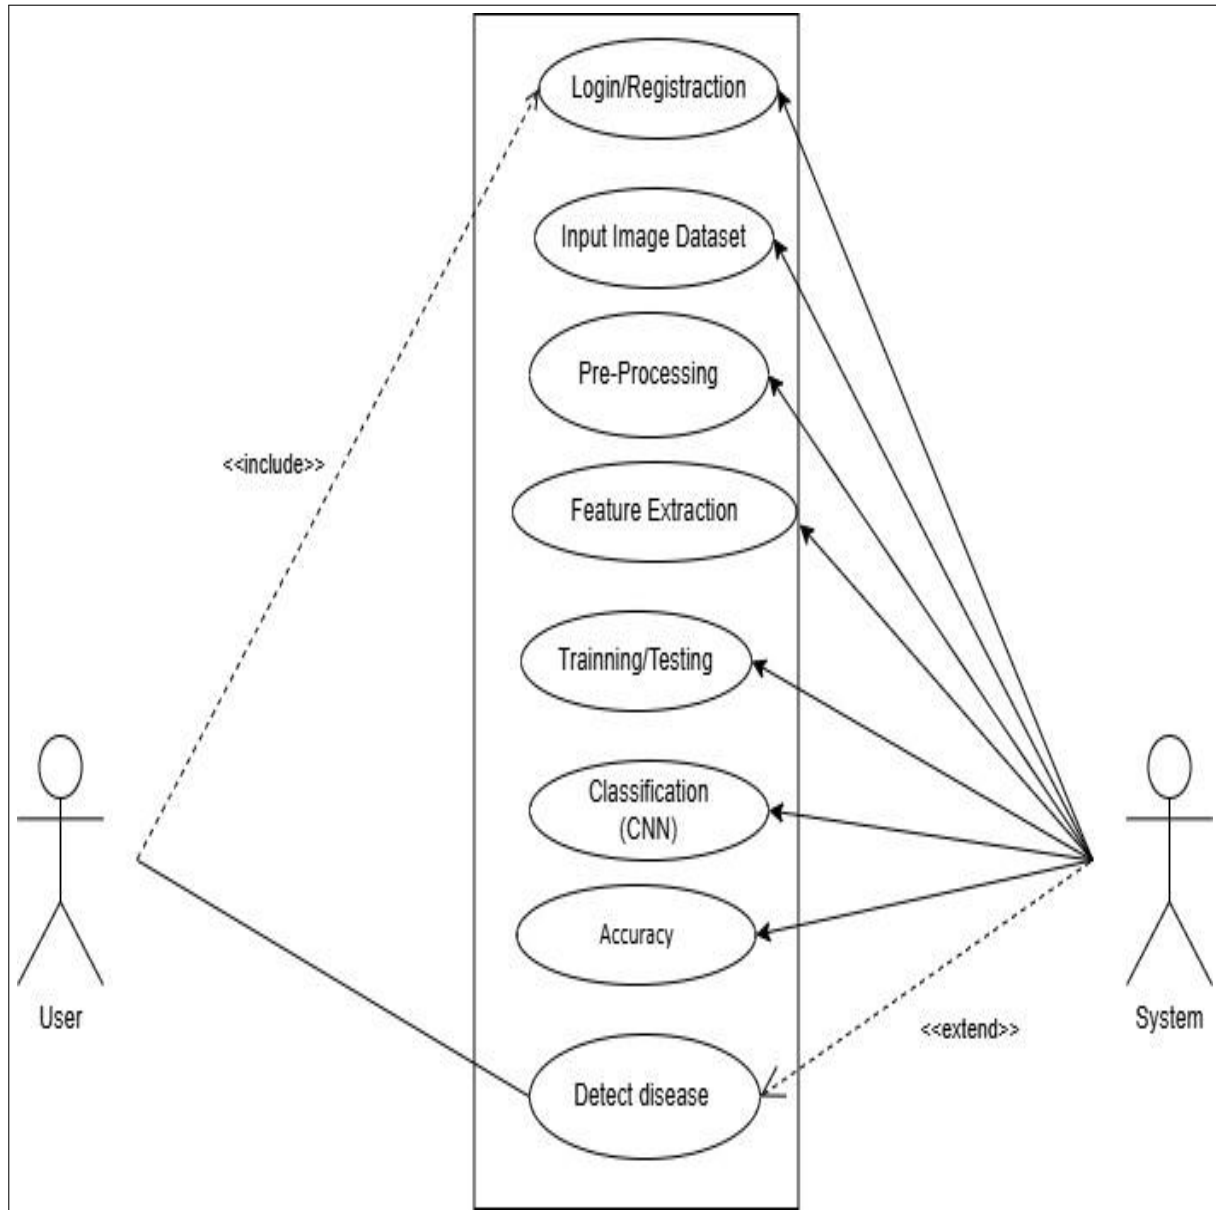 Login/Registraction
Input Image Dataset
Pre-Processing
<<include>>
Feature Extraction
Trainning/Testing
Classification
(CNN)
Accuracy
User
System
<<extend>>
Detect disease